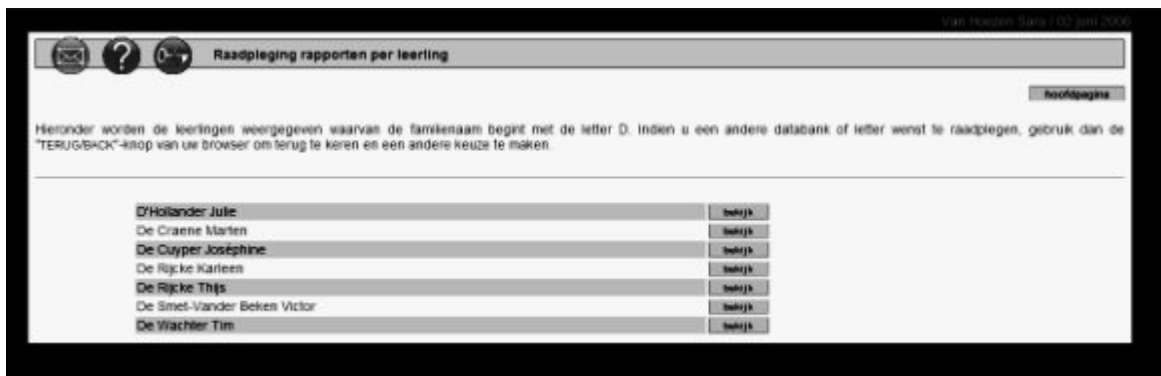 Van Hoezen Sara / 02 juni 2006
Raadpleging rapporten per leerling
hoofdpagina
Hieronder worden de leerlingen weergegeven waarvan de familienaam begint met de letter D. Indien u een andere databank of letter wenst te raadplegen, gebruik dan de
"TERUG/BACK"-knop van uw browser om terug te keren en een andere keuze te maken.
D'Hollander Julie bekijk
De Craene Marten bekijk
De Cuyper Joséphine bekijk
De Rijcke Karleen bekijk
De Rijcke Thijs bekijk
De Smet-Vander Beken Victor bekijk
De Wachter Tim bekijk